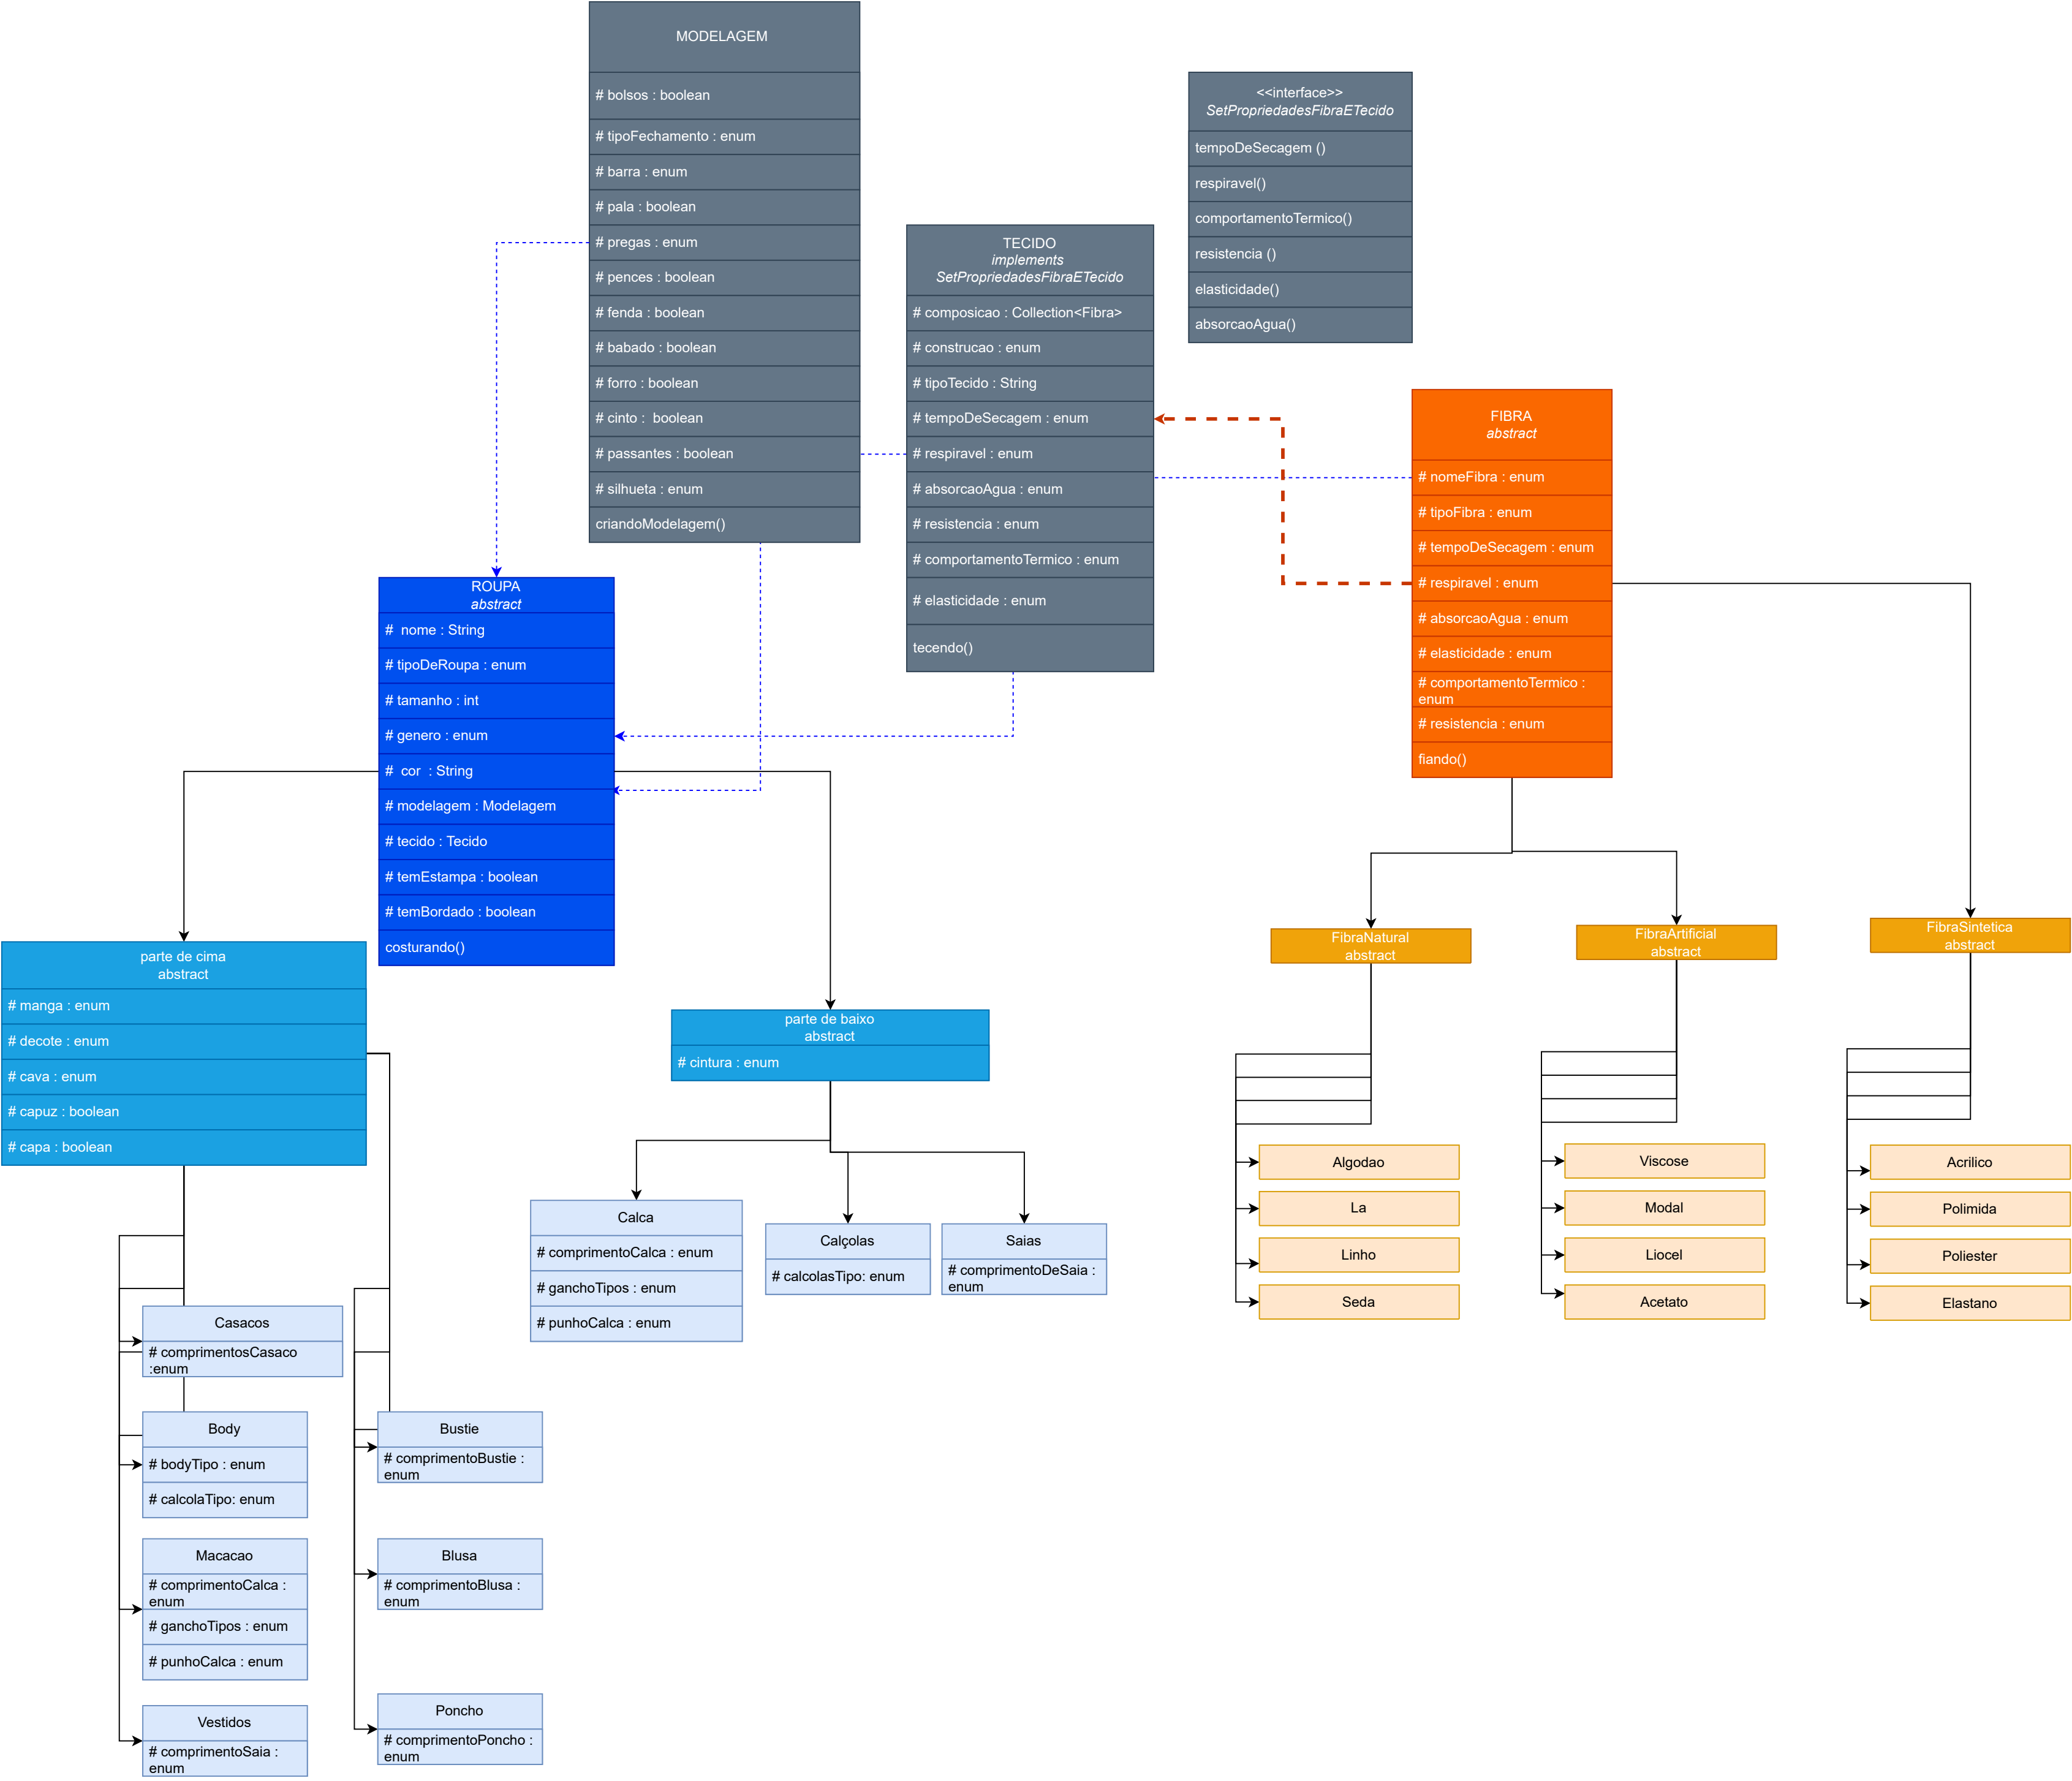 MODELAGEM
# bolsos : boolean
# tipoFechamento : enum
# barra : enum
# pala : boolean
# pregas : enum
# pences : boolean
# fenda : boolean
# babado : boolean
# forro : boolean
# cinto :  boolean
# passantes : boolean
# silhueta : enum
criandoModelagem()
<<interface>>
SetPropriedadesFibraETecido
tempoDeSecagem ()
respiravel()
comportamentoTermico()
resistencia ()
elasticidade()
absorcaoAgua()
TECIDO
implements
SetPropriedadesFibraETecido
# composicao : Collection<Fibra>
# construcao : enum
# tipoTecido : String
# tempoDeSecagem : enum
# respiravel : enum
# absorcaoAgua : enum
# resistencia : enum
# comportamentoTermico : enum
# elasticidade : enum
tecendo()
FIBRA
abstract
# nomeFibra : enum
# tipoFibra : enum
# tempoDeSecagem : enum
# respiravel : enum
# absorcaoAgua : enum
# elasticidade : enum
# comportamentoTermico :
enum
# resistencia : enum
fiando()
ROUPA
abstract
#  nome : String
# tipoDeRoupa : enum
# tamanho : int
# genero : enum
#  cor  : String
# modelagem : Modelagem
# tecido : Tecido
# temEstampa : boolean
# temBordado : boolean
costurando()
parte de cima
abstract
# manga : enum
# decote : enum
# cava : enum
# capuz : boolean
# capa : boolean
parte de baixo
abstract
# cintura : enum
FibraNatural
abstract
FibraArtificial
abstract
FibraSintetica
abstract
Calca
# comprimentoCalca : enum
# ganchoTipos : enum
# punhoCalca : enum
Calçolas
# calcolasTipo: enum
Saias
# comprimentoDeSaia :
enum
Algodao
La
Linho
Seda
Viscose
Modal
Liocel
Acetato
Acrilico
Polimida
Poliester
Elastano
Casacos
# comprimentosCasaco
:enum
Body
# bodyTipo : enum
# calcolaTipo: enum
Macacao
# comprimentoCalca :
enum
# ganchoTipos : enum
# punhoCalca : enum
Vestidos
# comprimentoSaia :
enum
Bustie
# comprimentoBustie :
enum
Blusa
# comprimentoBlusa :
enum
Poncho
# comprimentoPoncho :
enum